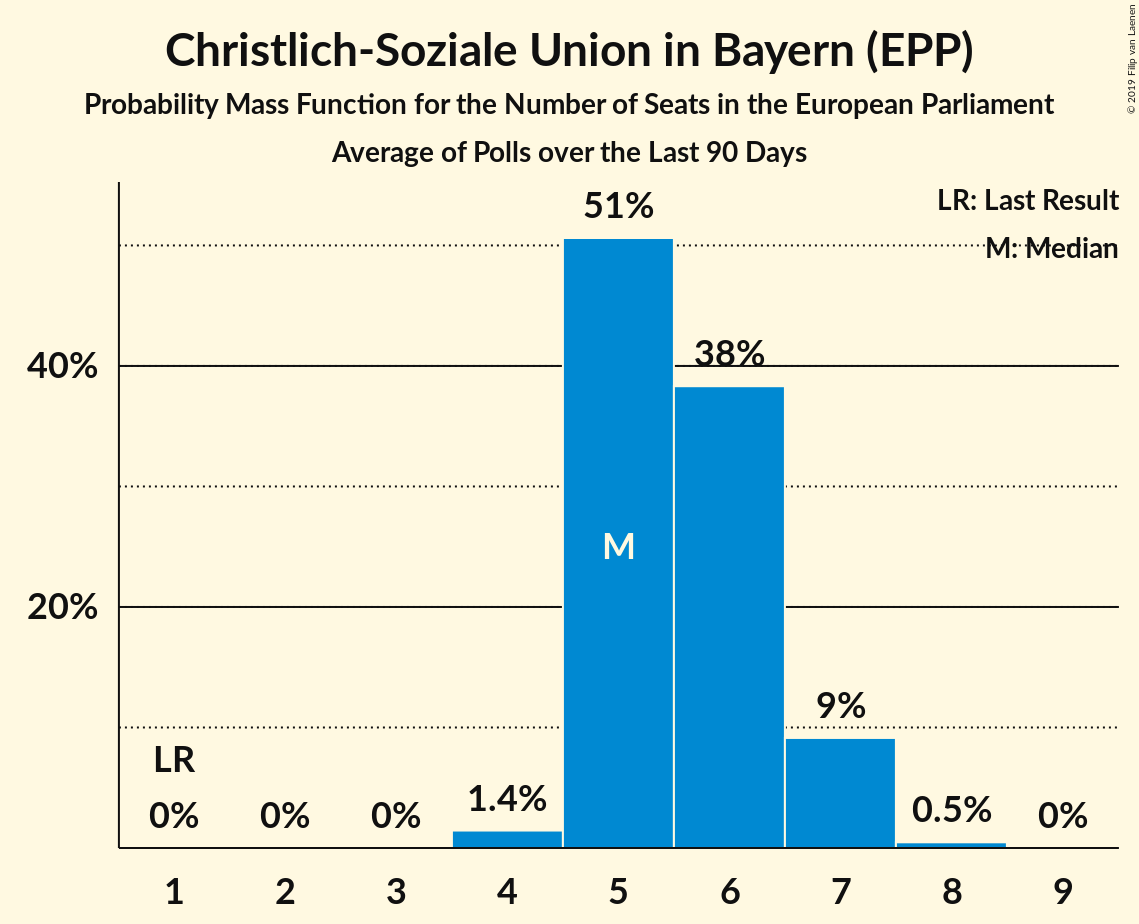 Christlich-Soziale Union in Bayern (EPP)
Probability Mass Function for the Number of Seats in the European Parliament
Average of Polls over the Last 90 Days
© 2019 Filip van Laenen
LR: Last Result
M: Median
51%
40%
38%
M
20%
9%
LR
0%
0%
0%
1.4%
0.5%
0%
1 2 3 4 5 6 7 8 9